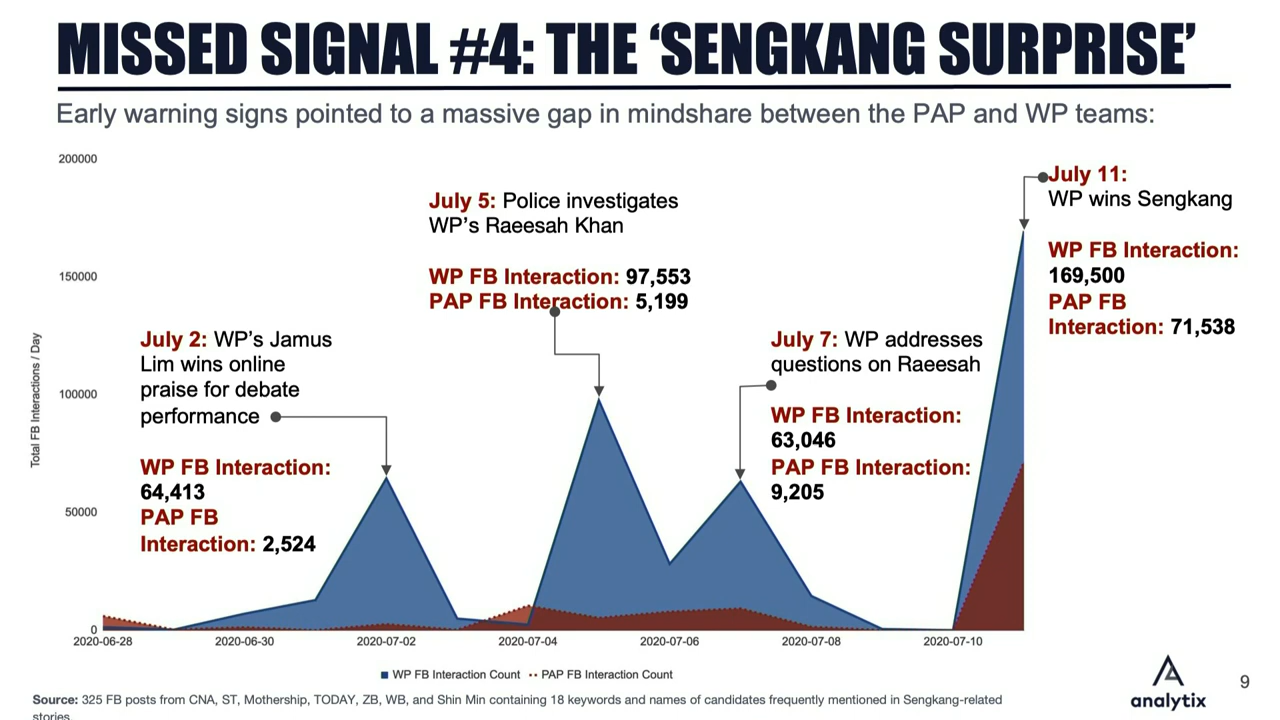 MISSED SIGNAL #4: THE ‘SENGKANG SURPRISE’
Early warning signs pointed to a massive gap in mindshare between the PAP and WP teams:
200000
150000
100000
50000
0
Total FB Interactions / Day
July 2: WP’s Jamus
Lim wins online
praise for debate
performance
WP FB Interaction:
64,413
PAP FB
Interaction: 2,524
July 5: Police investigates
WP’s Raeesah Khan
WP FB Interaction: 97,553
PAP FB Interaction: 5,199
July 7: WP addresses
questions on Raeesah
WP FB Interaction:
63,046
PAP FB Interaction:
9,205
July 11:
WP wins Sengkang
WP FB Interaction:
169,500
PAP FB
Interaction: 71,538
2020-06-28 2020-06-30 2020-07-02 2020-07-04 2020-07-06 2020-07-08 2020-07-10
WP FB Interaction Count PAP FB Interaction Count
Source: 325 FB posts from CNA, ST, Mothership, TODAY, ZB, WB, and Shin Min containing 18 keywords and names of candidates frequently mentioned in Sengkang-related
stories.
analytix
9